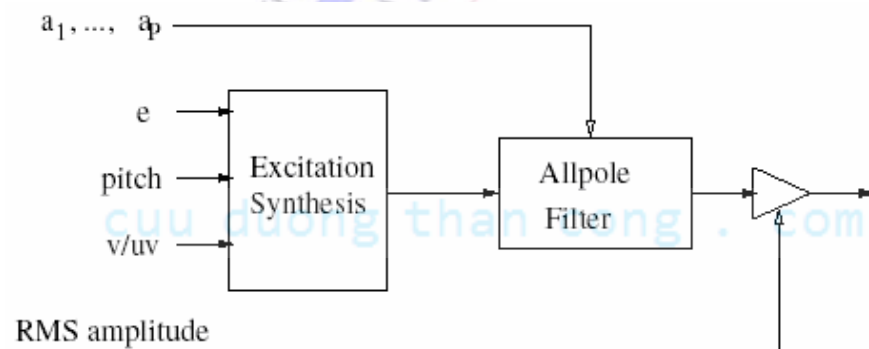 a1, ..., ap
e
pitch
v/uv
Excitation
Synthesis
Allpole
Filter
cuu duong than cong . com
RMS amplitude